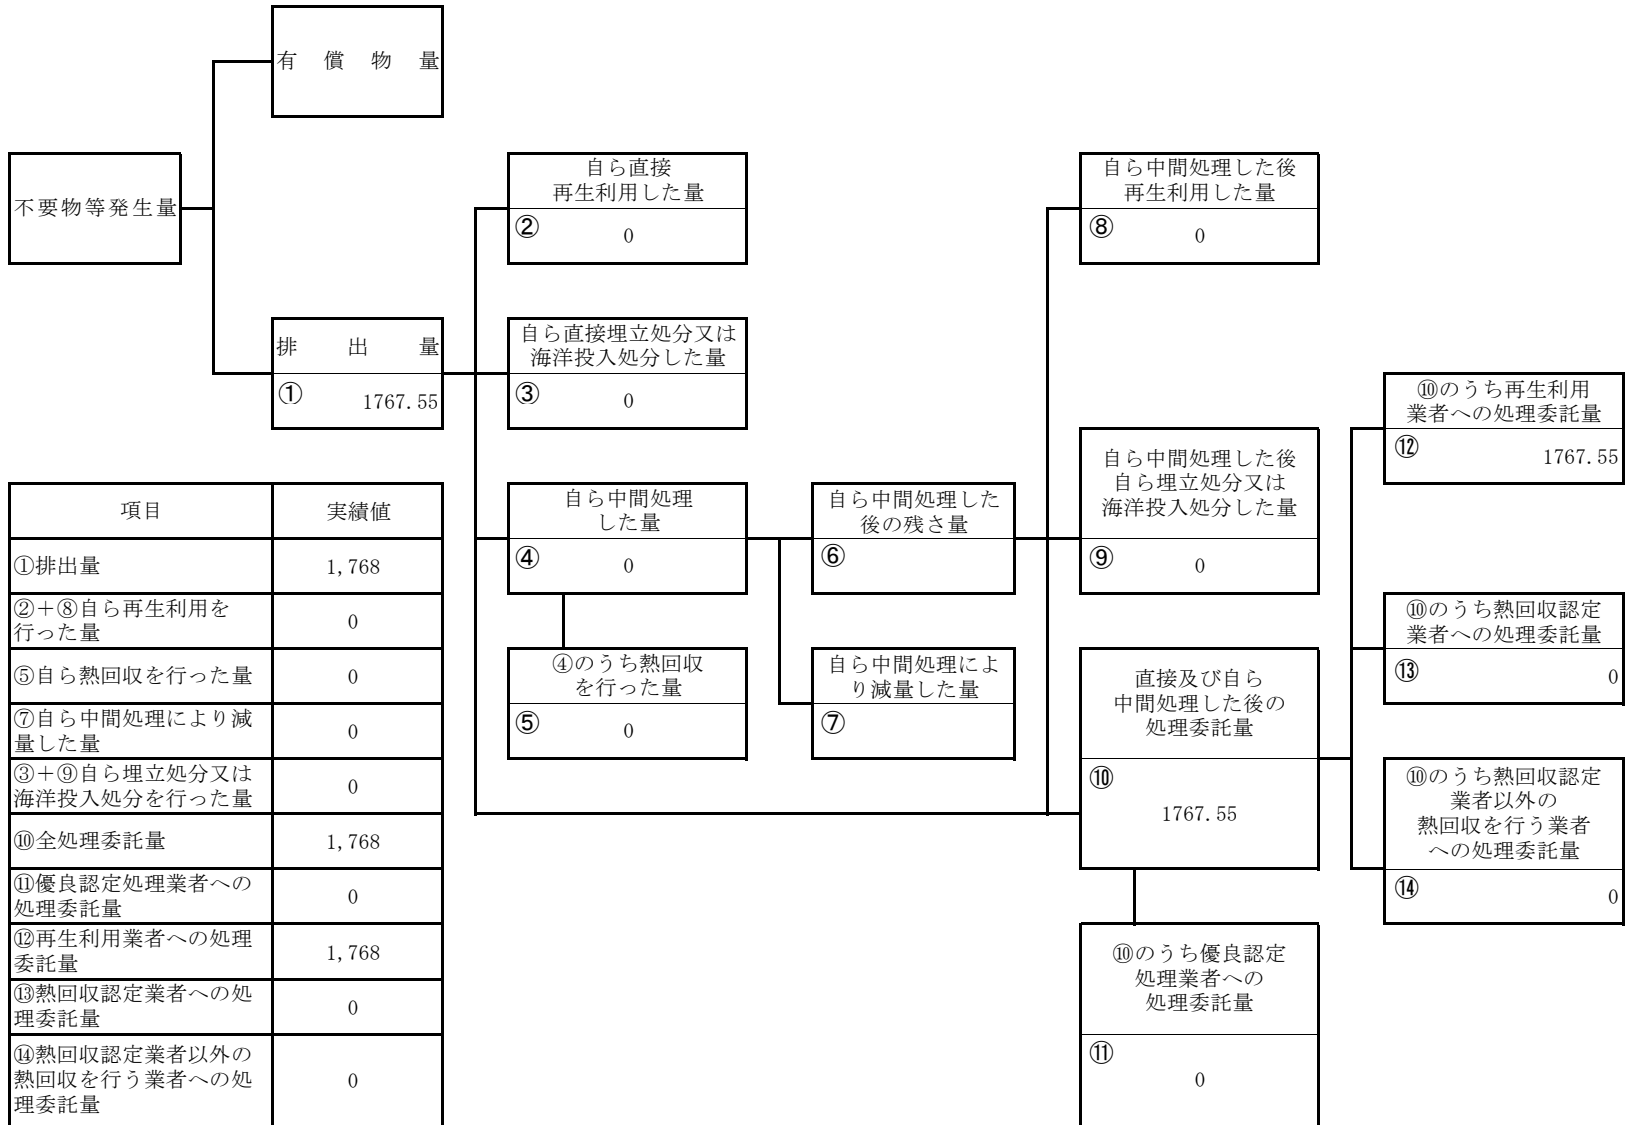 有償物量
不要物等発生量
排出量
①
1767.55
自ら直接
再生利用した量
②
0
自ら直接埋立処分又は
海洋投入処分した量
③
0
自ら中間処理
した量
④
0
④のうち熱回収
を行った量
⑤
0
自ら中間処理した
後の残さ量
⑥
自ら中間処理によ
り減量した量
⑦
自ら中間処理した後
再生利用した量
⑧
0
自ら中間処理した後
自ら埋立処分又は
海洋投入処分した量
⑨
0
直接及び自ら
中間処理した後の
処理委託量
⑩
1767.55
⑩のうち優良認定
処理業者への
処理委託量
⑪
0
⑩のうち再生利用
業者への処理委託量
⑫
1767.55
⑩のうち熱回収認定
業者への処理委託量
⑬
0
⑩のうち熱回収認定
業者以外の
熱回収を行う業者
への処理委託量
⑭
0
項目 実績値
①排出量 1,768
②＋⑧自ら再生利用を
行った量 0
⑤自ら熱回収を行った量 0
⑦自ら中間処理により減
量した量 0
③＋⑨自ら埋立処分又は
海洋投入処分を行った量 0
⑩全処理委託量 1,768
⑪優良認定処理業者への
処理委託量 0
⑫再生利用業者への処理
委託量 1,768
⑬熱回収認定業者への処
理委託量 0
⑭熱回収認定業者以外の
熱回収を行う業者への処
理委託量 0